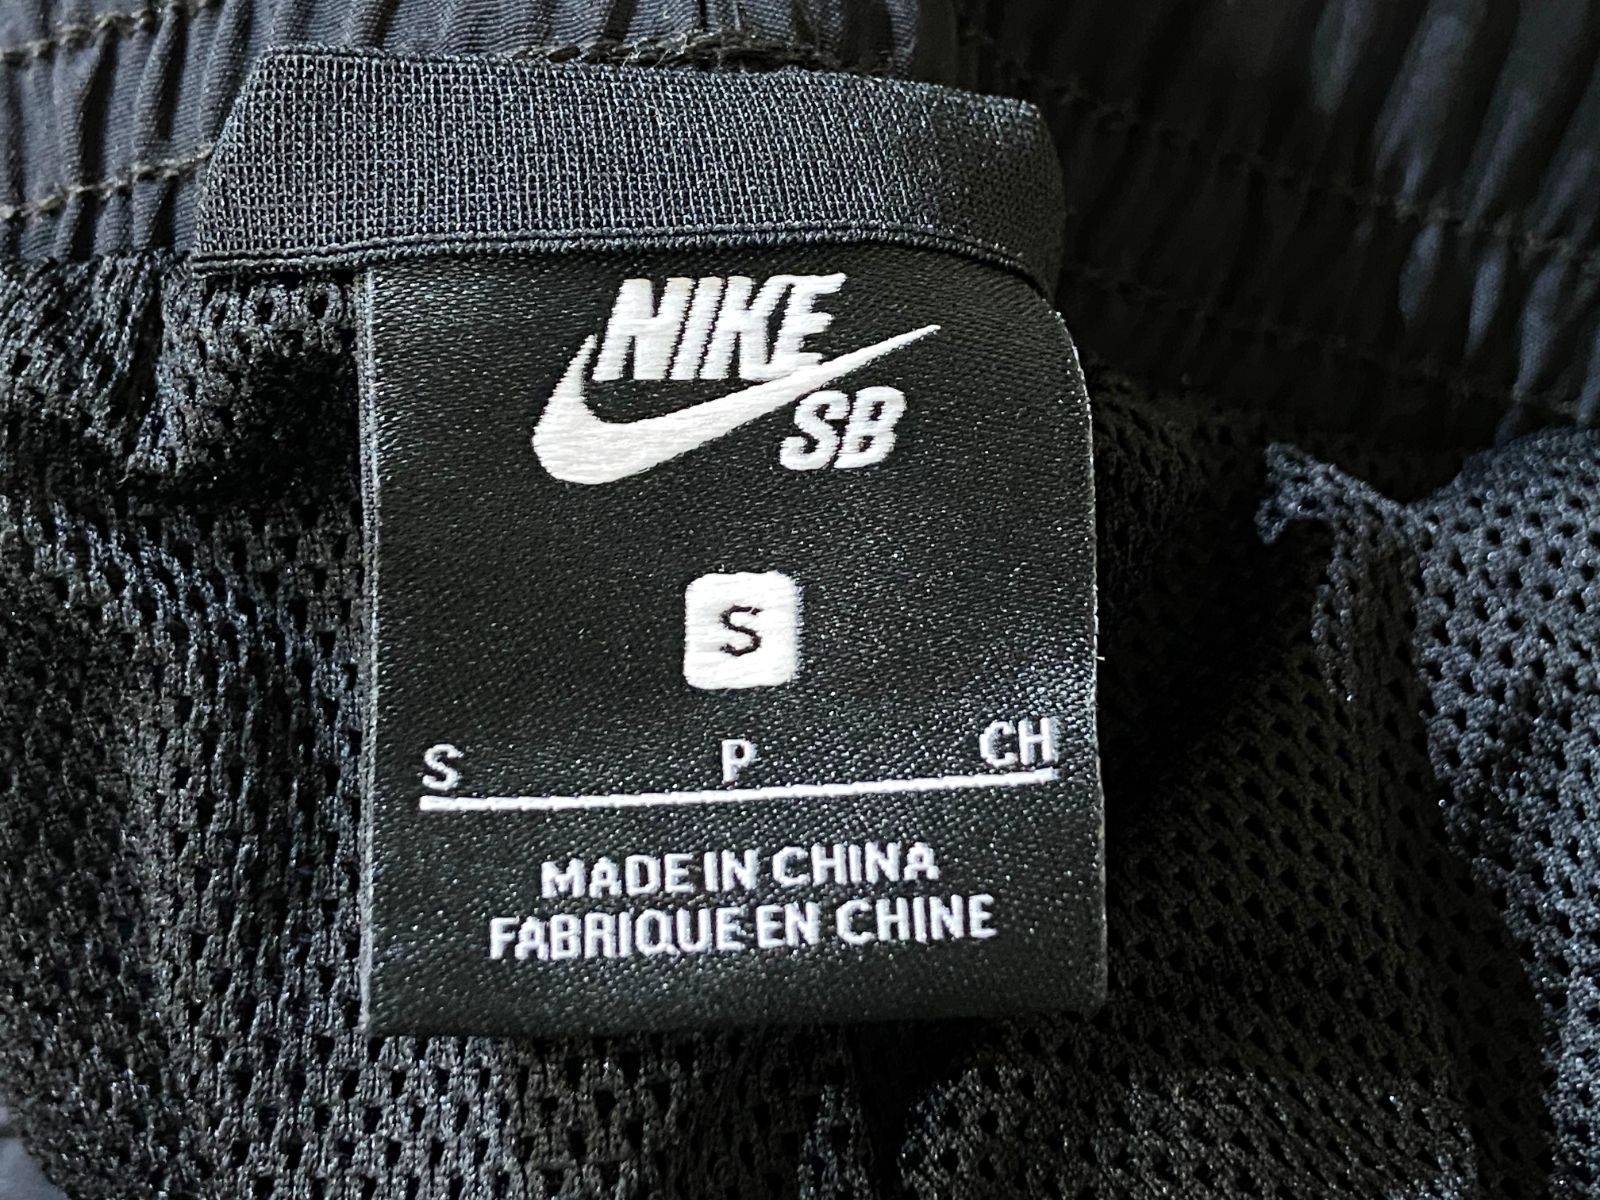 NIKE
SB
S
S P CH
MADE IN CHINA
FABRIQUE EN CHINE